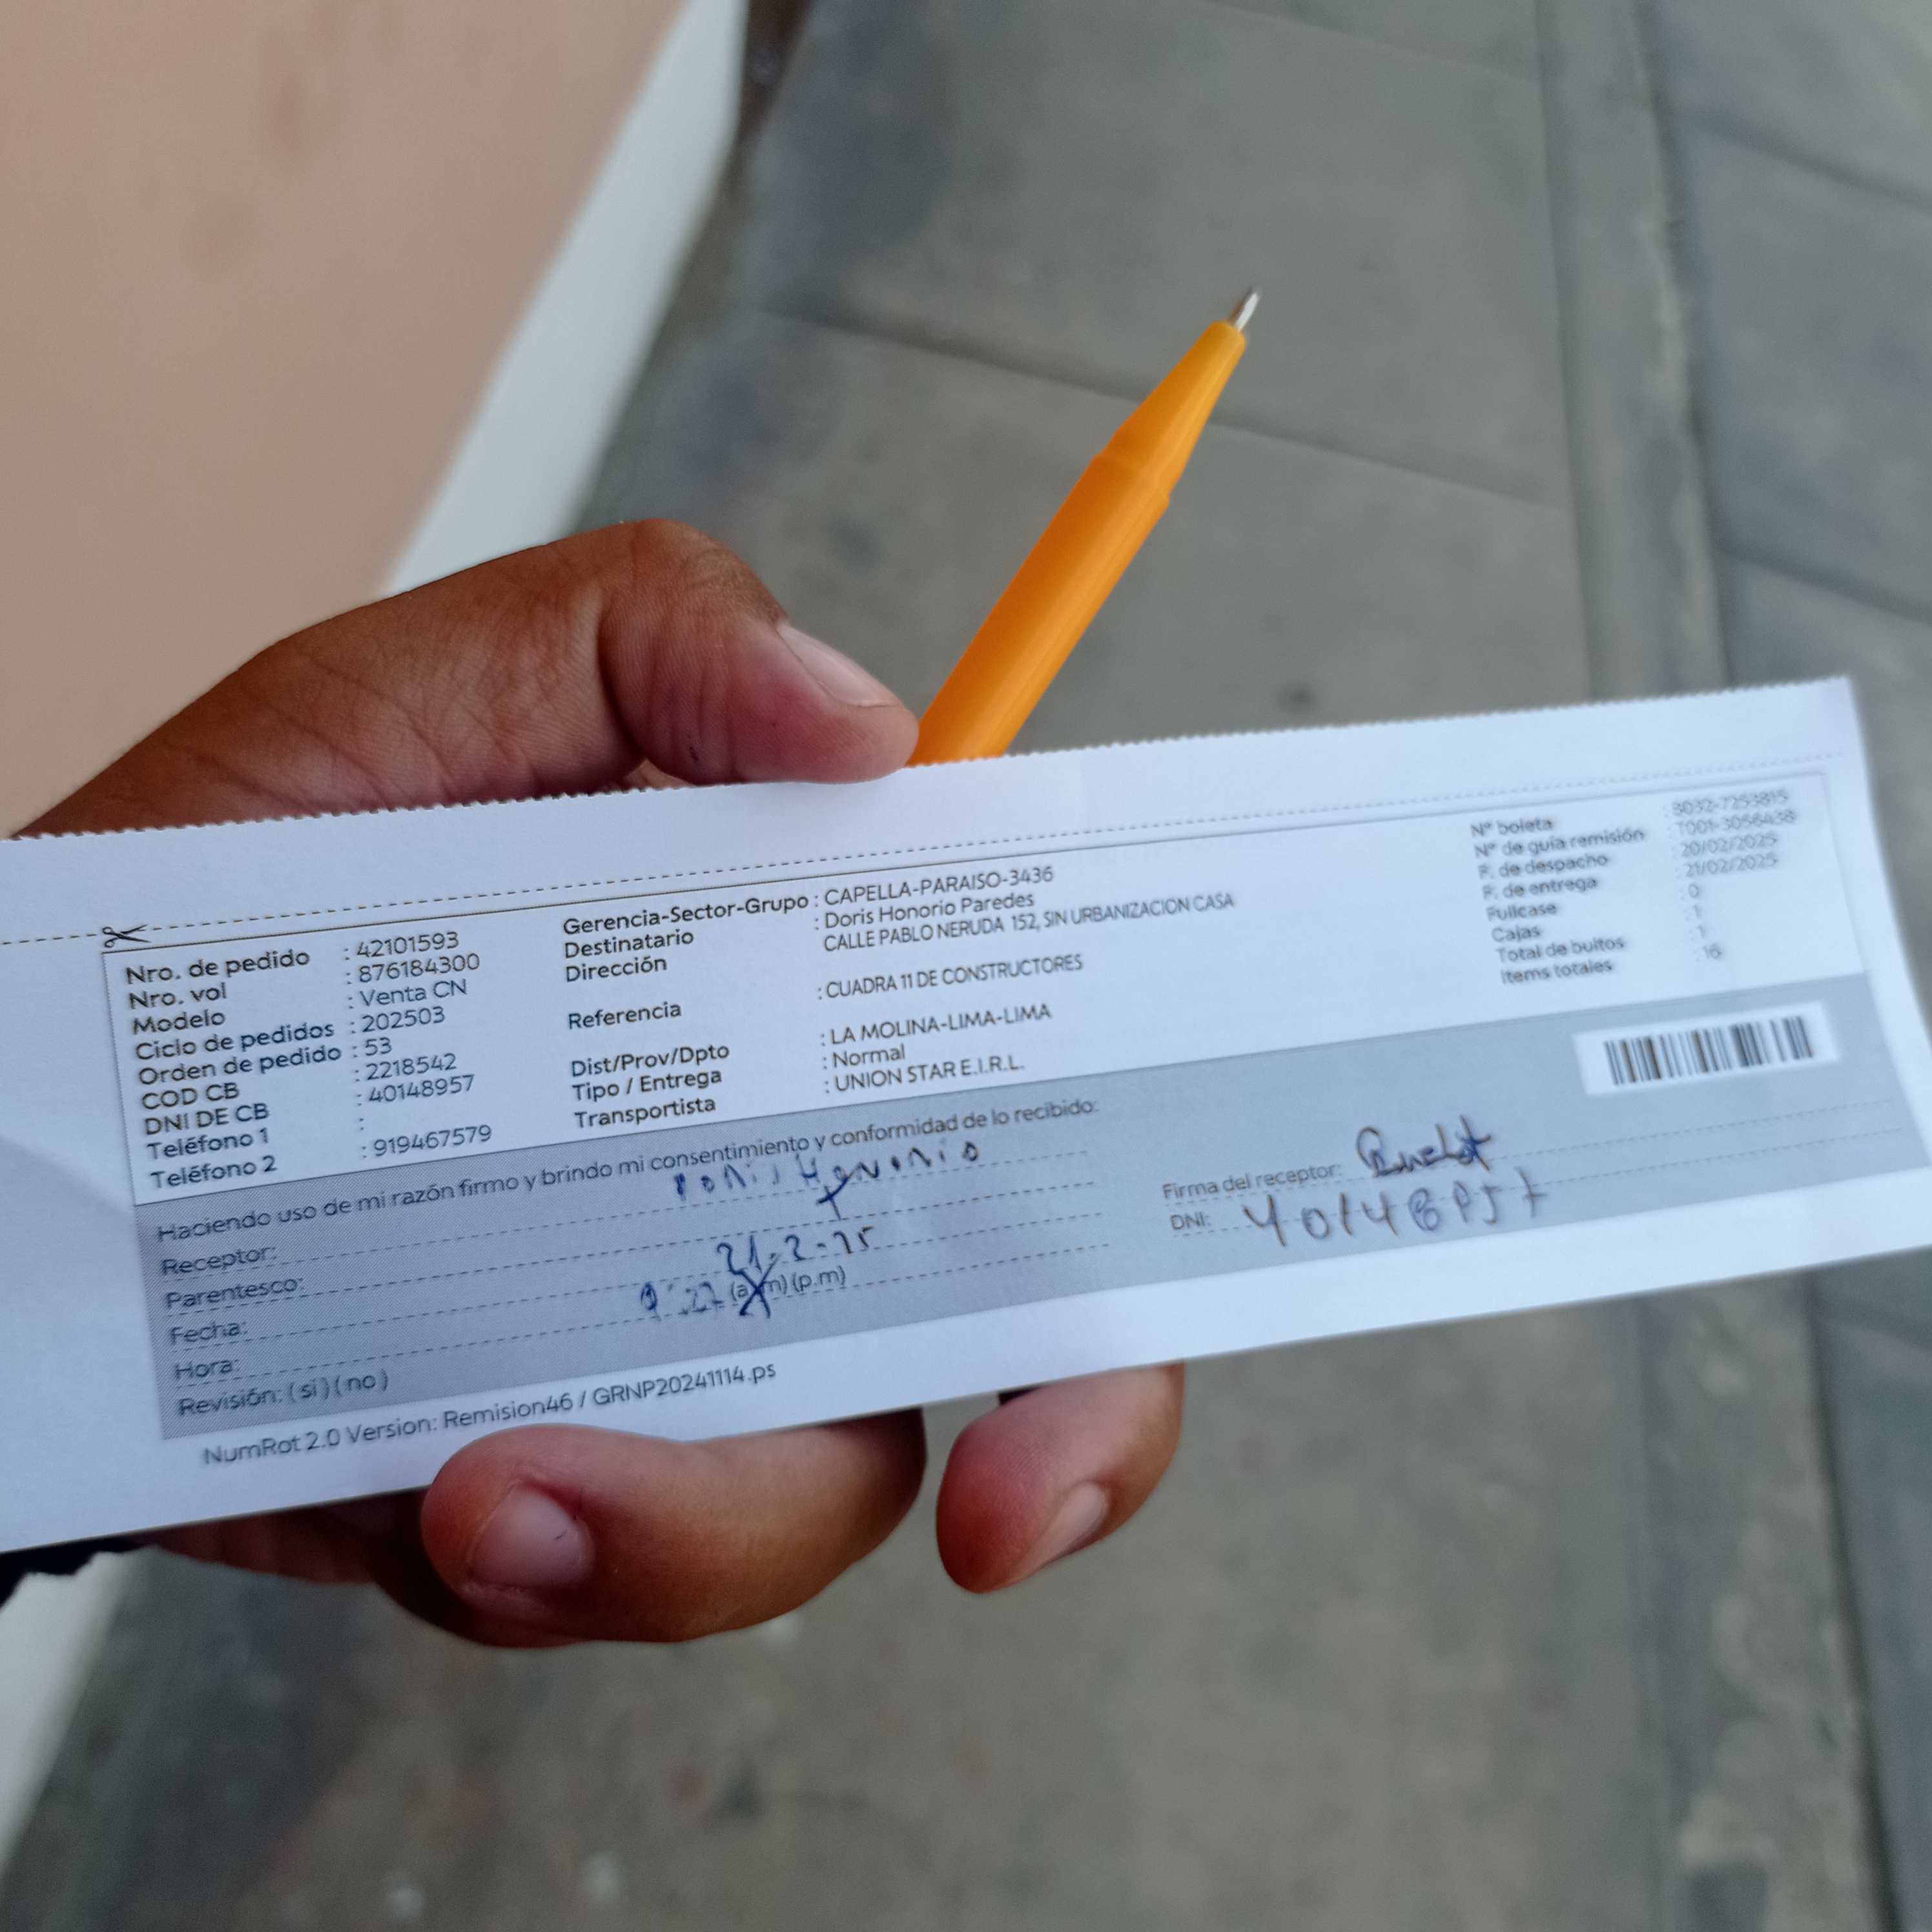 Nro. de pedido : 42101593
Nro. vol : 876184300
Modelo : Venta CN
Ciclo de pedidos : 202503
Orden de pedido : 53
COD CB : 2218542
DNI DE CB : 40148957
Teléfono 1 :
Teléfono 2 : 919467579
Gerencia-Sector-Grupo : CAPELLA-PARAISO-3436
Destinatario : Doris Honorio Paredes
Dirección CALLE PABLO NERUDA 152, SIN URBANIZACION CASA
Referencia : CUADRA 11 DE CONSTRUCTORES
Dist/Prov/Dpto : LA MOLINA-LIMA-LIMA
Tipo / Entrega : Normal
Transportista : UNION STAR E.I.R.L.
N° boleta : B032-7253815
N° de guía remisión : T001-3056438
F. de despacho : 20/02/2025
F. de entrega : 21/02/2025
Fullcase : 0
Cajas : 1
Total de bultos : 1
Items totales : 16
Haciendo uso de mi razón firmo y brindo mi consentimiento y conformidad de lo recibido:
Receptor: Doris Honorio
Parentesco:
Fecha: 21-2-25
Hora: 9:27 (a.m) (p.m)
Revisión: ( si ) ( no )
Firma del receptor:
DNI: 40148957
NumRot 2.0 Version: Remision46 / GRNP20241114.ps